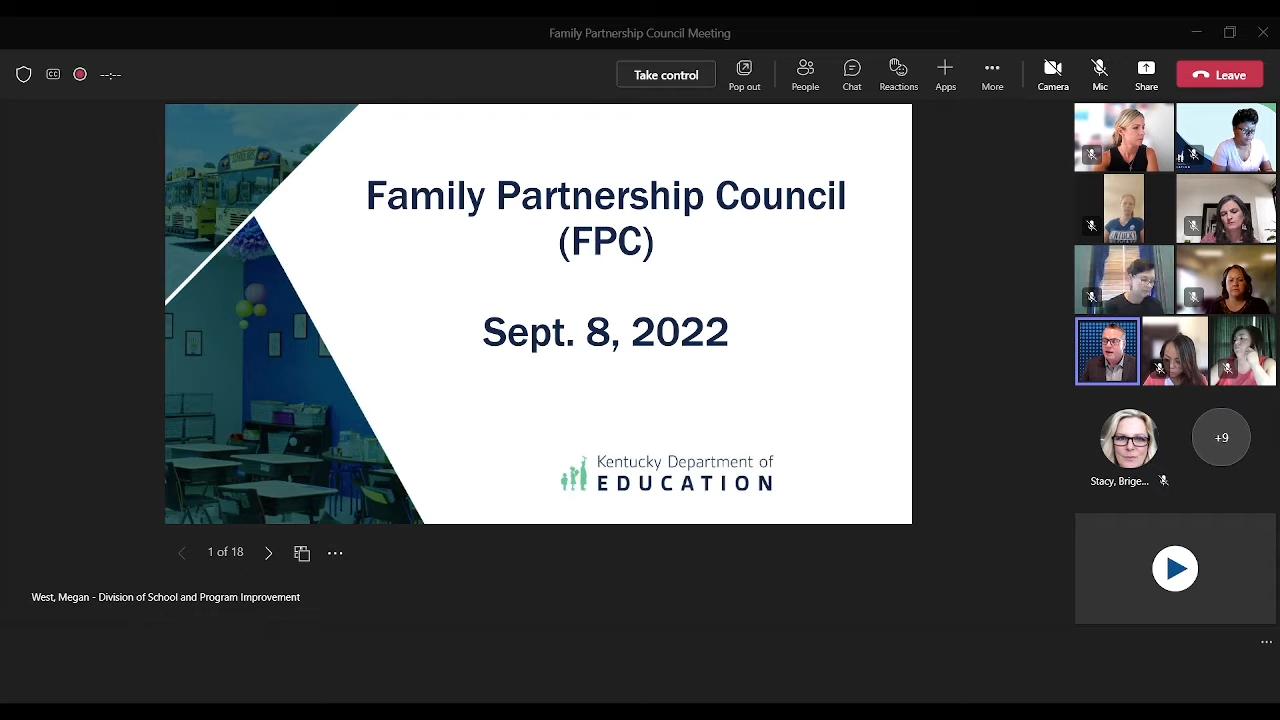 Family Partnership Council Meeting
CC
--:--
Take control
Pop out
People
Chat
Reactions
Apps
More
Camera
Mic
Share
Leave
Family Partnership Council
(FPC)
Sept. 8, 2022
Kentucky Department of
EDUCATION
+9
Stacy, Brige...
1 of 18
West, Megan - Division of School and Program Improvement